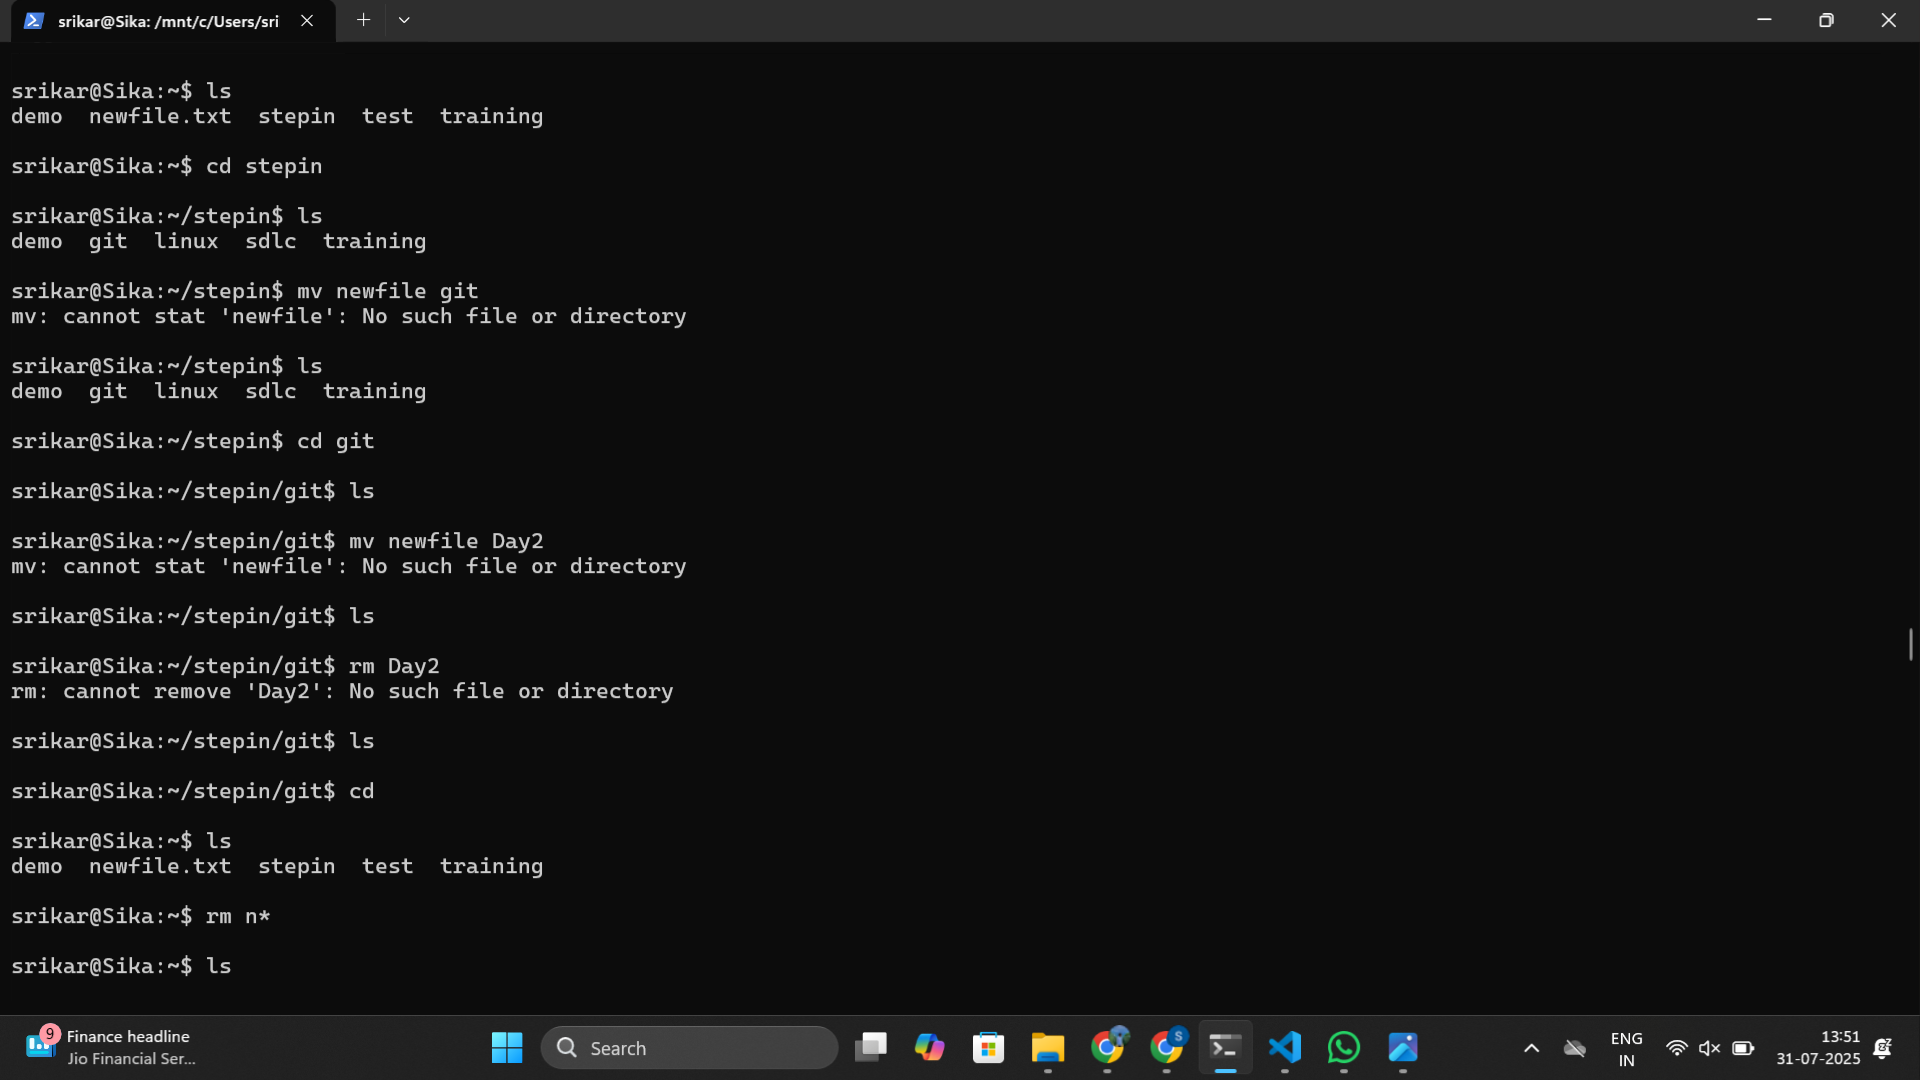 srikar@Sika: /mnt/c/Users/sri
srikar@Sika:~$ ls
demo  newfile.txt  stepin  test  training
srikar@Sika:~$ cd stepin
srikar@Sika:~/stepin$ ls
demo  git  linux  sdlc  training
srikar@Sika:~/stepin$ mv newfile git
mv: cannot stat 'newfile': No such file or directory
srikar@Sika:~/stepin$ ls
demo  git  linux  sdlc  training
srikar@Sika:~/stepin$ cd git
srikar@Sika:~/stepin/git$ ls
srikar@Sika:~/stepin/git$ mv newfile Day2
mv: cannot stat 'newfile': No such file or directory
srikar@Sika:~/stepin/git$ ls
srikar@Sika:~/stepin/git$ rm Day2
rm: cannot remove 'Day2': No such file or directory
srikar@Sika:~/stepin/git$ ls
srikar@Sika:~/stepin/git$ cd
srikar@Sika:~$ ls
demo  newfile.txt  stepin  test  training
srikar@Sika:~$ rm n*
srikar@Sika:~$ ls
9
Finance headline
Jio Financial Ser...
Search
S
ENG
IN
13:51
31-07-2025